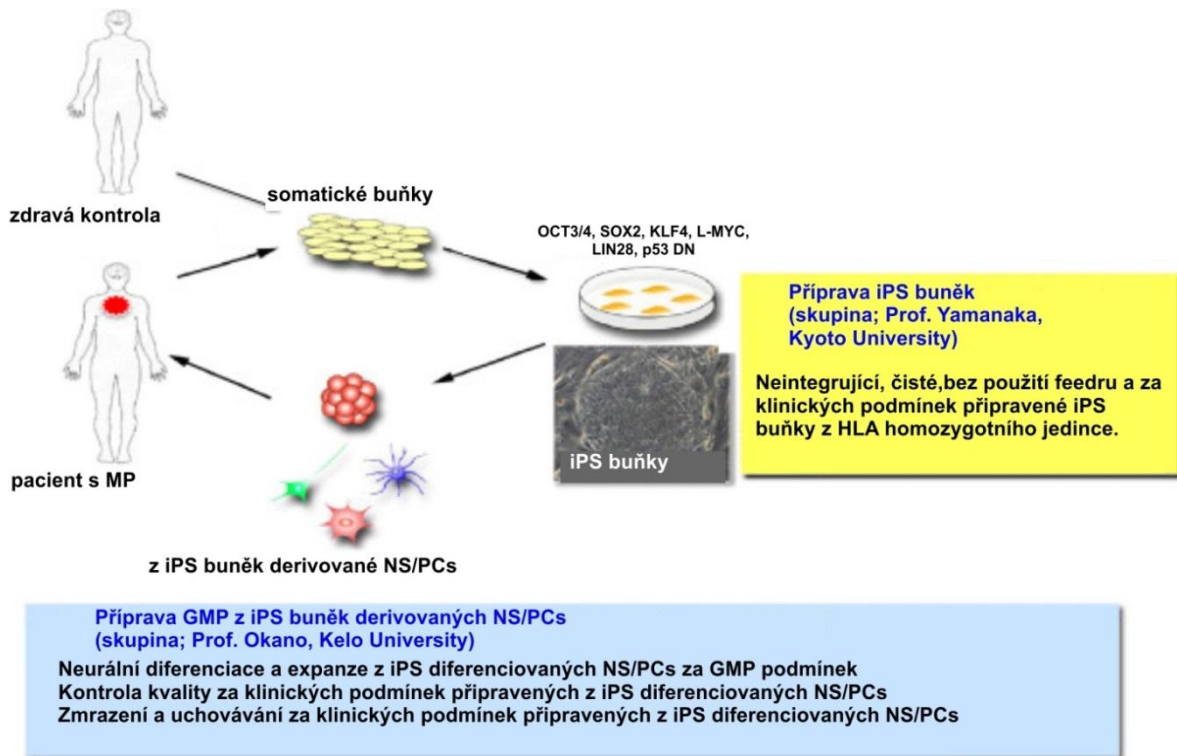 zdravá kontrola
somatické buňky
OCT3/4, SOX2, KLF4, L-MYC,
LIN28, p53 DN
Příprava iPS buněk
(skupina; Prof. Yamanaka,
Kyoto University)
Neintegrující, čisté,bez použití feedru a za
klinických podmínek připravené iPS
buňky z HLA homozygotního jedince.
iPS buňky
pacient s MP
z iPS buněk derivované NS/PCs
Příprava GMP z iPS buněk derivovaných NS/PCs
(skupina; Prof. Okano, Kelo University)
Neurální diferenciace a expanze z iPS diferenciovaných NS/PCs za GMP podmínek
Kontrola kvality za klinických podmínek připravených z iPS diferenciovaných NS/PCs
Zmrazení a uchovávání za klinických podmínek připravených z iPS diferenciovaných NS/PCs